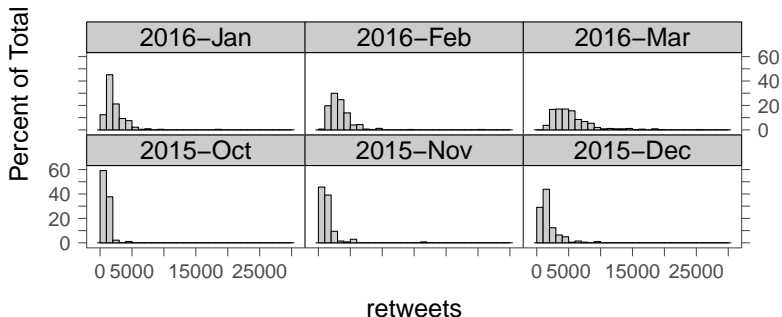 Percent of Total
2016−Jan 2016−Feb 2016−Mar
60
40
20
0
2015−Oct 2015−Nov 2015−Dec
60
40
20
0
0 5000 15000 25000 0 5000 15000 25000
retweets